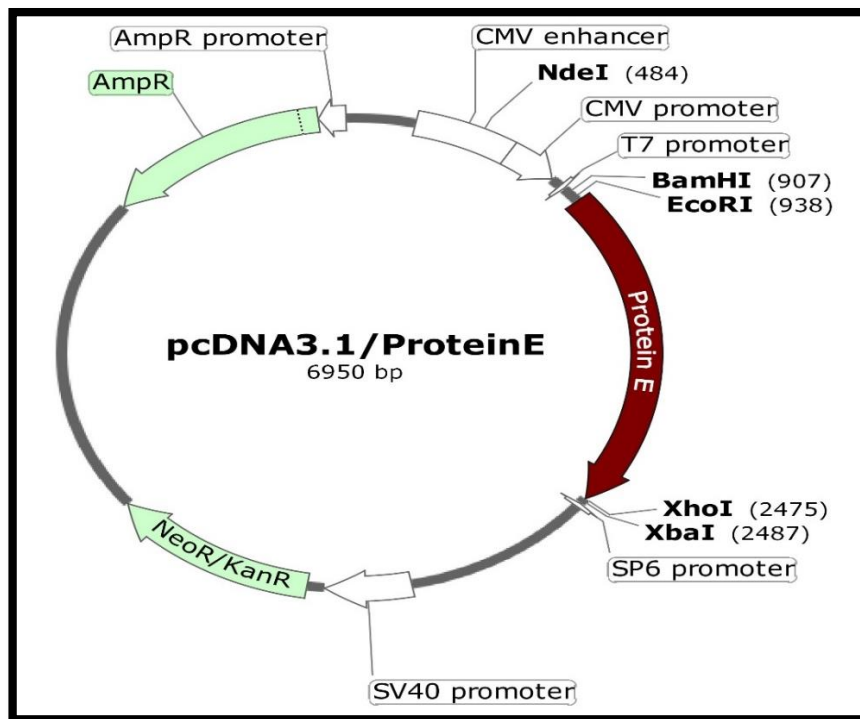 AmpR promoter
CMV enhancer
NdeI (484)
AmpR
CMV promoter
T7 promoter
BamHI (907)
EcoRI (938)
Protein E
pcDNA3.1/ProteinE
6950 bp
XhoI (2475)
XbaI (2487)
NeoR/KanR
SP6 promoter
SV40 promoter